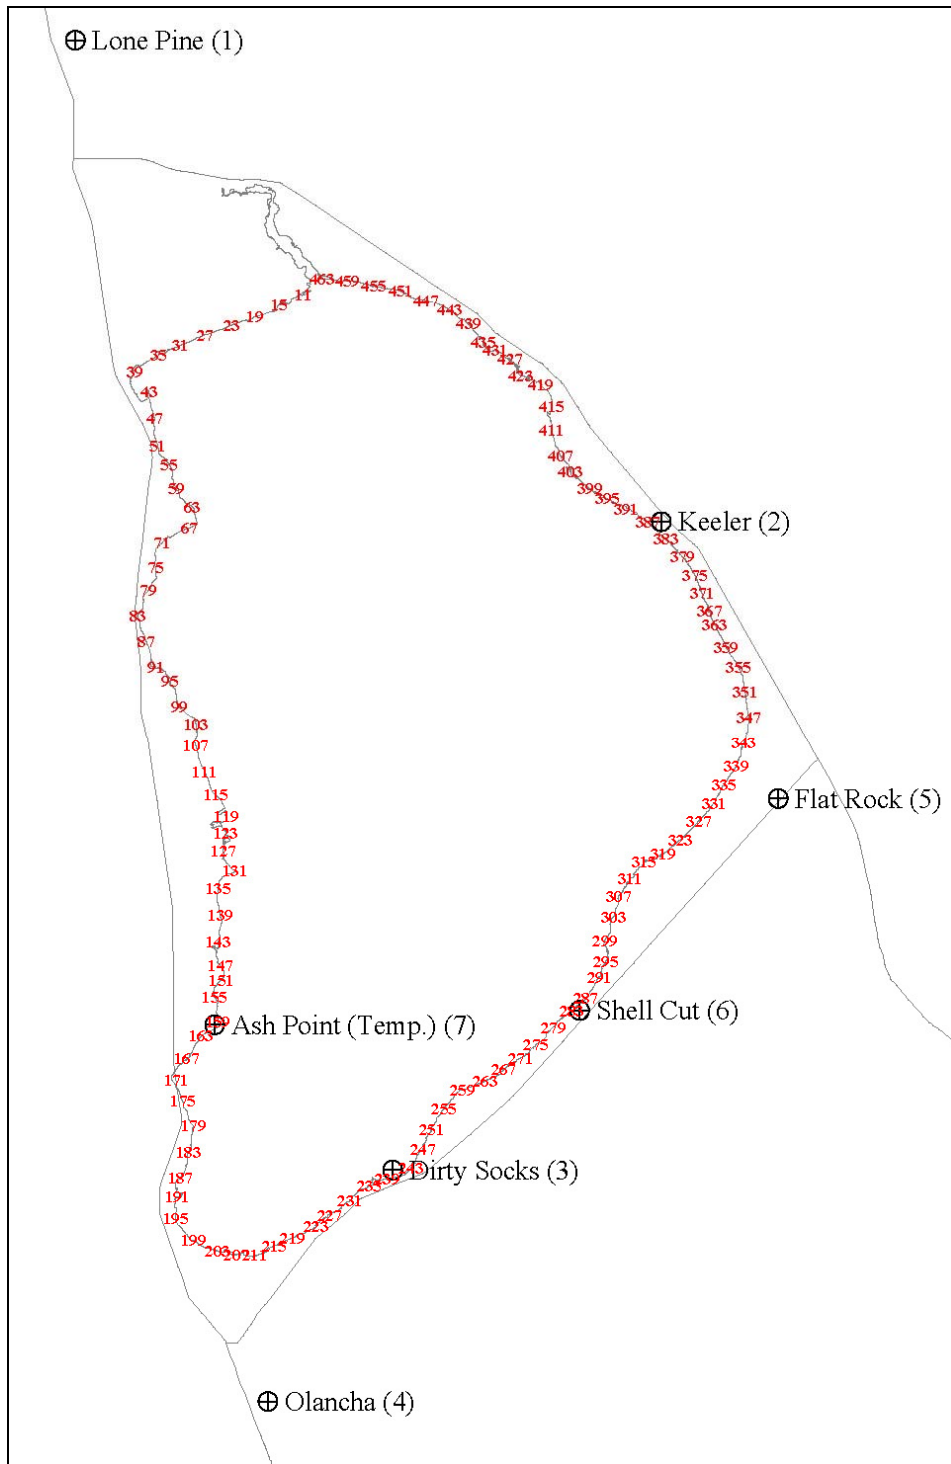 Lone Pine (1)
463 459 455 451 447 443 439 435 431 427 423 419 415 411 407 403 399 395 391 387
Keeler (2)
383 379 375 371 367 363 359 355 351 347 343 339 335 331
Flat Rock (5)
327 323 319 315 311 307 303 299 295 291 287
Shell Cut (6)
279 275 271 267 263 259 255 251 247 243
Dirty Socks (3)
235 231 227 223 219 215 211 207 203 199 195 191 187 183 179 175 171 167 163 159
Ash Point (Temp.) (7)
155 151 147 143 139 135 131 127 123 119 115 111 107 103 99 95 91 87 83 79 75 71 67 63 59 55 51 47 43 39 35 31 27 23 19 15 11
Olancha (4)